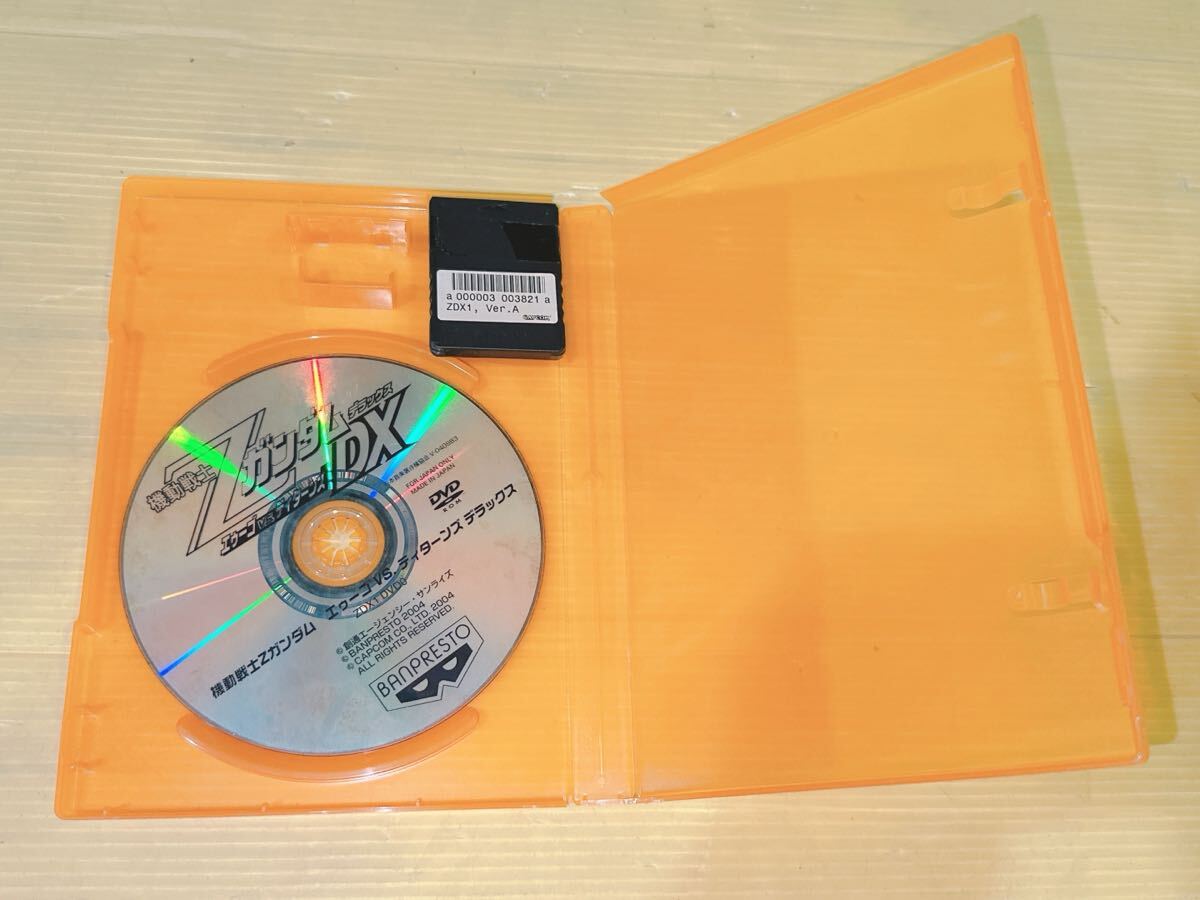 a 000003 003821 a
ZDX1, Ver.A
CAPCOM
機動戦士
Z ガンダム デラックス
DX
エゥーゴ vs. ティターンズ
V-040983
FOR JAPAN ONLY
MADE IN JAPAN
DVD
ROM
機動戦士Zガンダム エゥーゴ VS. ティターンズ デラックス
ZDX1DVD0
© 創通エージェンシー・サンライズ
© BANPRESTO 2004
© CAPCOM CO., LTD. 2004
ALL RIGHTS RESERVED
BANPRESTO